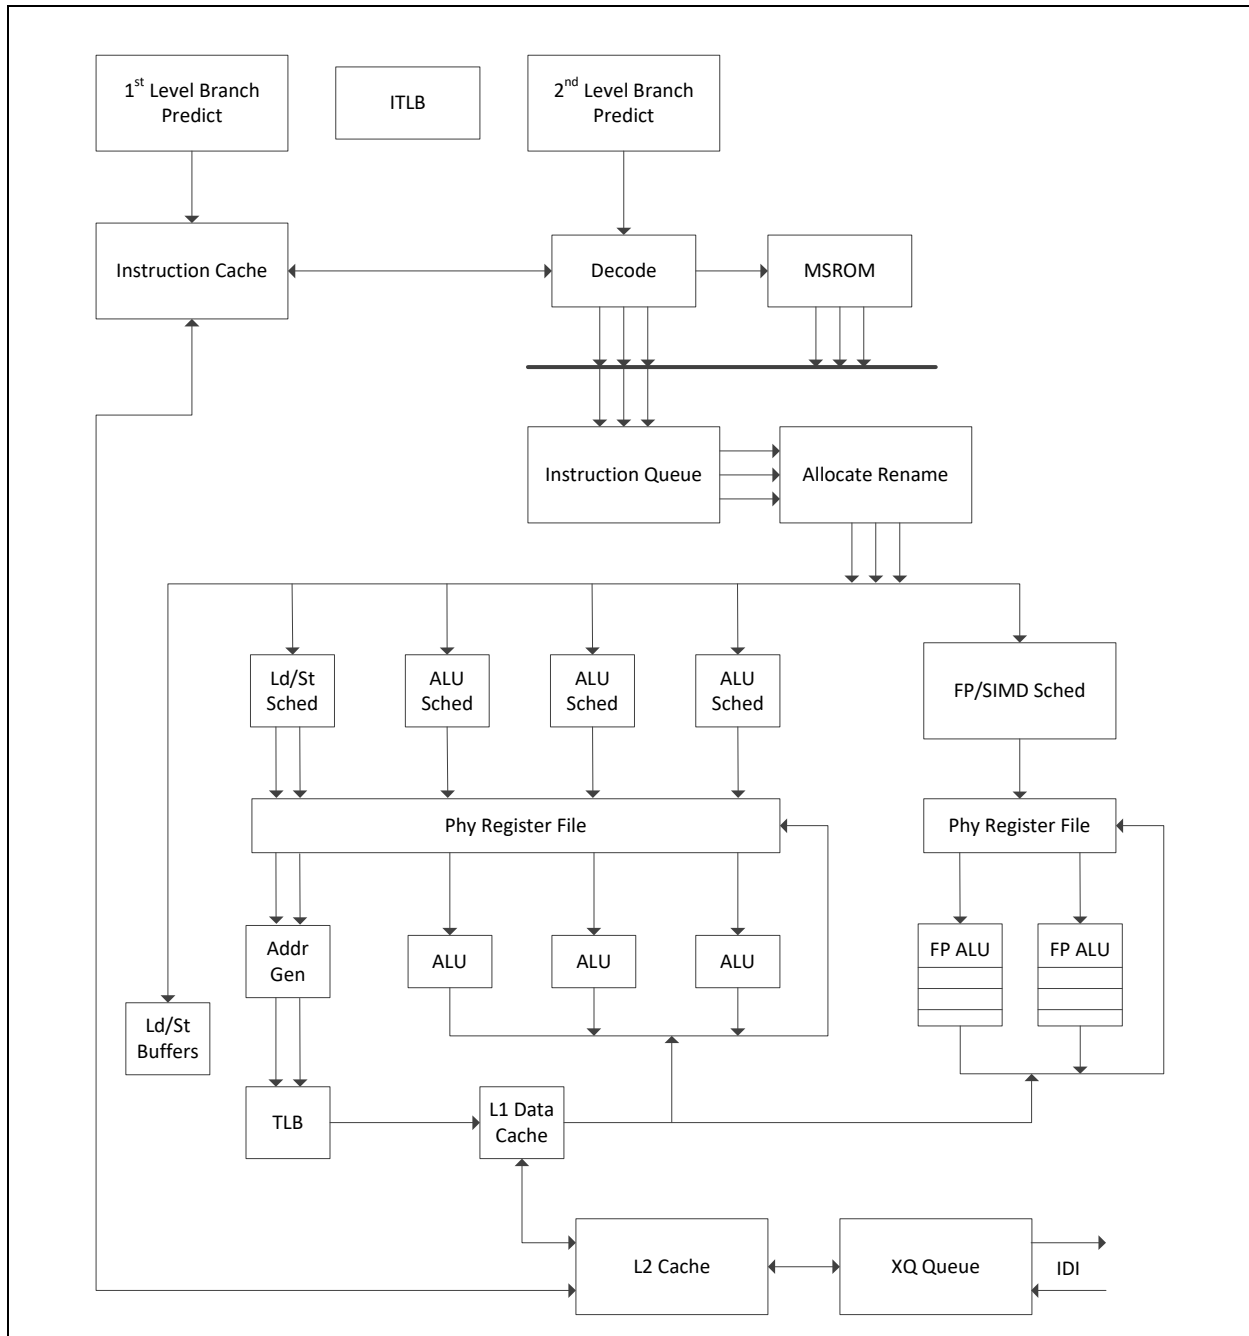 1st Level Branch
Predict
ITLB
2nd Level Branch
Predict
Instruction Cache
Decode
MSROM
Instruction Queue
Allocate Rename
Ld/St
Sched
ALU
Sched
ALU
Sched
ALU
Sched
FP/SIMD Sched
Phy Register File
Phy Register File
Addr
Gen
ALU
ALU
ALU
FP ALU
FP ALU
Ld/St
Buffers
TLB
L1 Data
Cache
L2 Cache
XQ Queue
IDI